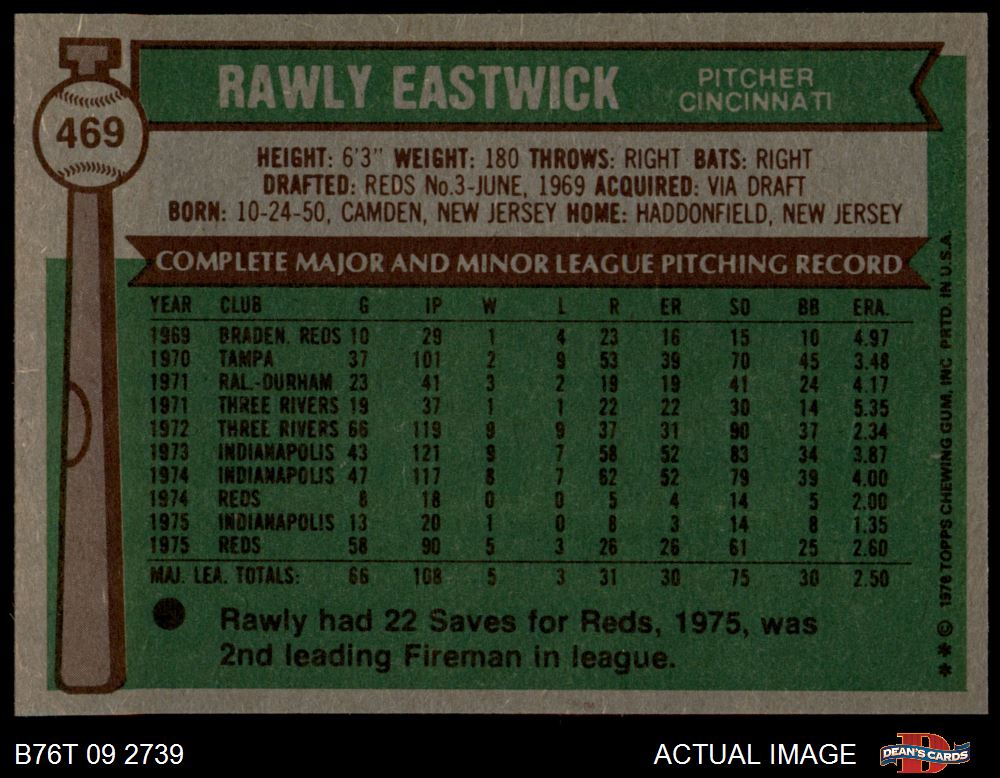 469
RAWLY EASTWICK
PITCHER
CINCINNATI
HEIGHT: 6'3" WEIGHT: 180 THROWS: RIGHT BATS: RIGHT
DRAFTED: REDS No.3-JUNE, 1969 ACQUIRED: VIA DRAFT
BORN: 10-24-50, CAMDEN, NEW JERSEY HOME: HADDONFIELD, NEW JERSEY
COMPLETE MAJOR AND MINOR LEAGUE PITCHING RECORD
YEAR CLUB G IP W L R ER SO BB ERA.
1969 BRADEN. REDS 10 29 1 4 23 16 15 10 4.97
1970 TAMPA 37 101 2 9 53 39 70 45 3.48
1971 RAL.-DURHAM 23 41 3 2 19 19 41 24 4.17
1971 THREE RIVERS 19 37 1 1 22 22 30 14 5.35
1972 THREE RIVERS 66 119 9 9 37 31 90 37 2.34
1973 INDIANAPOLIS 43 121 9 7 58 52 83 34 3.87
1974 INDIANAPOLIS 47 117 8 7 62 52 79 39 4.00
1974 REDS 8 18 0 0 5 4 14 5 2.00
1975 INDIANAPOLIS 13 20 1 0 8 3 14 8 1.35
1975 REDS 58 90 5 3 26 26 61 25 2.60
MAJ. LEA. TOTALS: 66 108 5 3 31 30 75 30 2.50
Rawly had 22 Saves for Reds, 1975, was
2nd leading Fireman in league.
** © 1976 TOPPS CHEWING GUM, INC. PRTD. IN U.S.A.
B76T 09 2739
ACTUAL IMAGE
DEAN'S CARDS